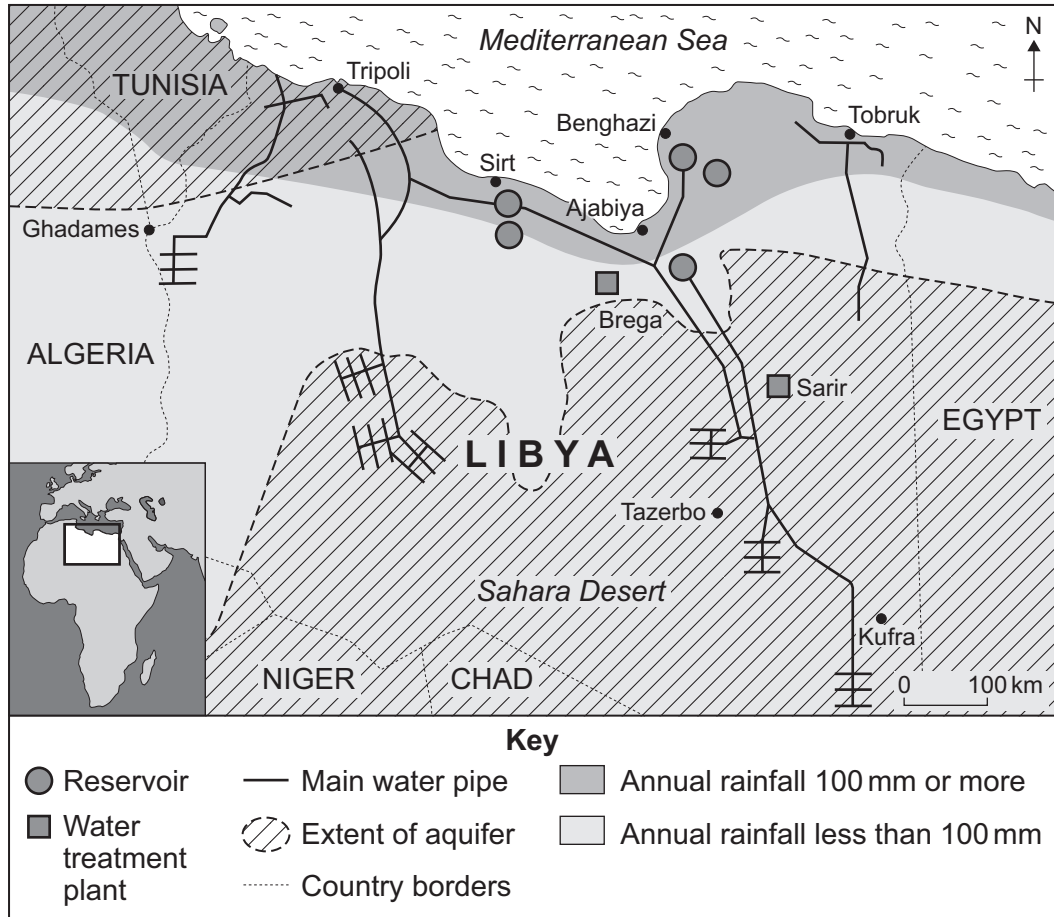 Mediterranean Sea
N
TUNISIA
Tripoli
Benghazi
Tobruk
Sirt
Ajabiya
Ghadames
Brega
ALGERIA
Sarir
EGYPT
LIBYA
Tazerbo
Sahara Desert
Kufra
NIGER
CHAD
0 100 km
Key
Reservoir
Main water pipe
Annual rainfall 100 mm or more
Water
treatment
plant
Extent of aquifer
Annual rainfall less than 100 mm
Country borders